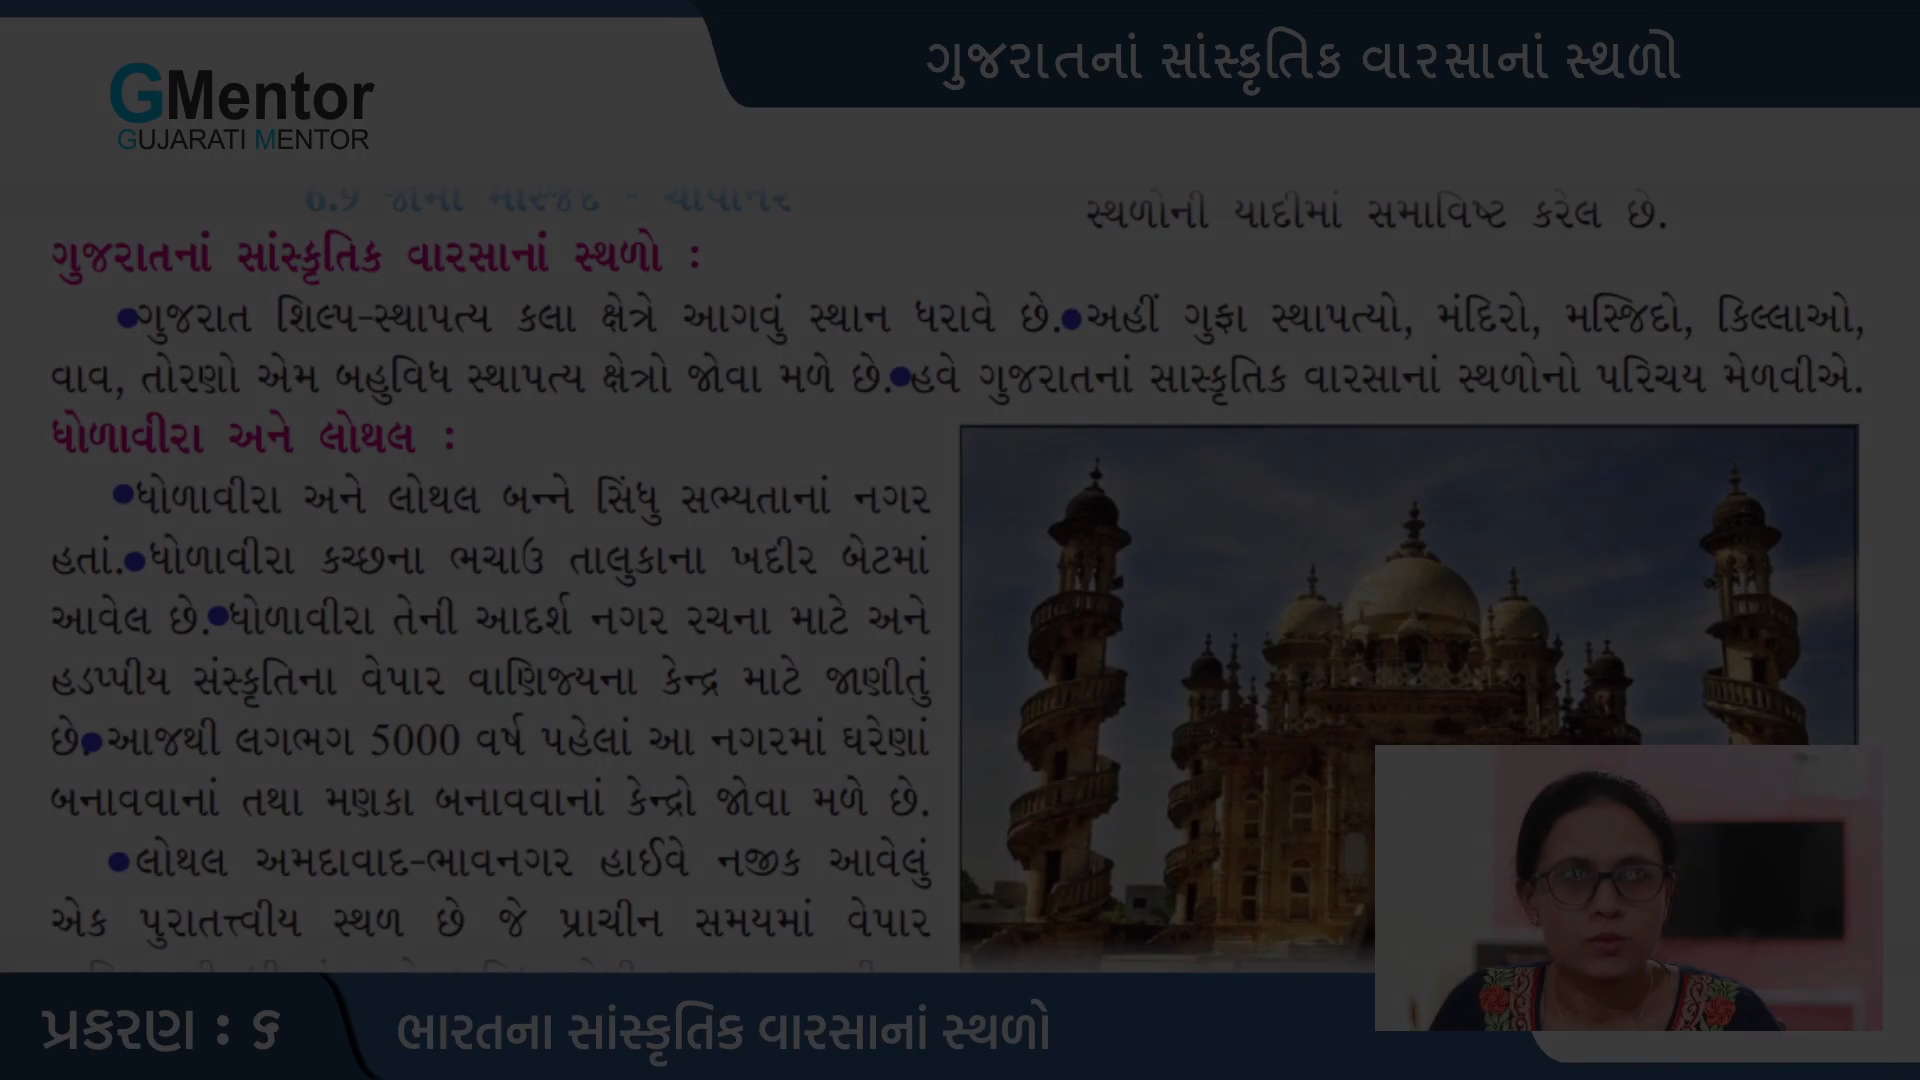 ગુજરાતનાં સાંસ્કૃતિક વારસાનાં સ્થળો
GMentor
GUJARATI MENTOR
6.9 જામા મસ્જિદ - ચાંપાનેર
સ્થળોની યાદીમાં સમાવિષ્ટ કરેલ છે.
ગુજરાતનાં સાંસ્કૃતિક વારસાનાં સ્થળો :
ગુજરાત શિલ્પ-સ્થાપત્ય કલા ક્ષેત્રે આગવું સ્થાન ધરાવે છે. અહીં ગુફા સ્થાપત્યો, મંદિરો, મસ્જિદો, કિલ્લાઓ,
વાવ, તોરણો એમ બહુવિધ સ્થાપત્ય ક્ષેત્રો જોવા મળે છે. હવે ગુજરાતનાં સાસ્કૃતિક વારસાનાં સ્થળોનો પરિચય મેળવીએ.
ધોળાવીરા અને લોથલ :
ધોળાવીરા અને લોથલ બન્ને સિંધુ સભ્યતાનાં નગર
હતાં. ધોળાવીરા કચ્છના ભચાઉ તાલુકાના ખદીર બેટમાં
આવેલ છે. ધોળાવીરા તેની આદર્શ નગર રચના માટે અને
હડપ્પીય સંસ્કૃતિના વેપાર વાણિજ્યના કેન્દ્ર માટે જાણીતું
છે. આજથી લગભગ 5000 વર્ષ પહેલાં આ નગરમાં ઘરેણાં
બનાવવાનાં તથા મણકા બનાવવાનાં કેન્દ્રો જોવા મળે છે.
લોથલ અમદાવાદ-ભાવનગર હાઈવે નજીક આવેલું
એક પુરાતત્ત્વીય સ્થળ છે જે પ્રાચીન સમયમાં વેપાર
પ્રકરણ : ૬
ભારતના સાંસ્કૃતિક વારસાનાં સ્થળો